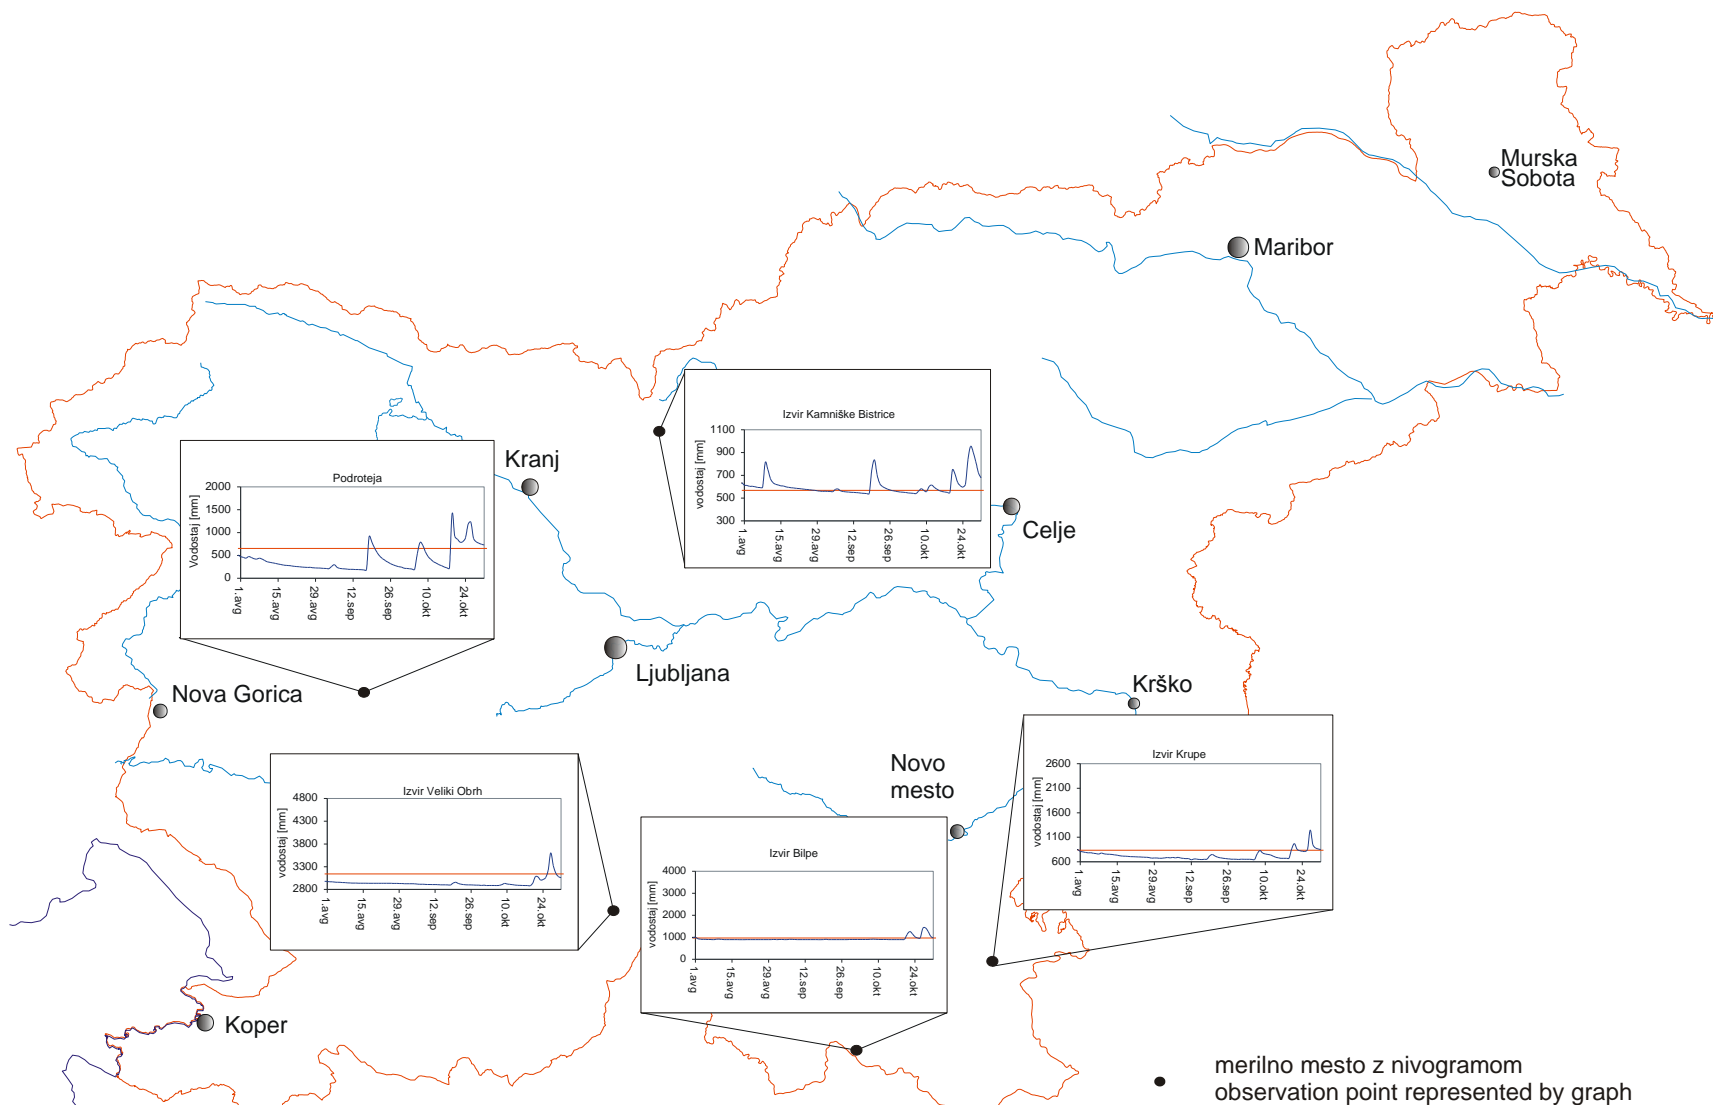 Murska
Sobota
Maribor
Izvir Kamniške Bistrice
vodostaj [mm]
1100
900
700
500
300
1.avg
15.avg
29.avg
12.sep
26.sep
10.okt
24.okt
Kranj
Podroteja
Vodostaj [mm]
2000
1500
1000
500
0
1.avg
15.avg
29.avg
12.sep
26.sep
10.okt
24.okt
Celje
Ljubljana
Nova Gorica
Krško
Novo
mesto
Izvir Krupe
vodostaj [mm]
2600
2100
1600
1100
600
1.avg
15.avg
29.avg
12.sep
26.sep
10.okt
24.okt
Izvir Veliki Obrh
vodostaj [mm]
4800
4300
3800
3300
2800
1.avg
15.avg
29.avg
12.sep
26.sep
10.okt
24.okt
Izvir Bilpe
vodostaj [mm]
4000
3000
2000
1000
0
1.avg
15.avg
29.avg
12.sep
26.sep
10.okt
24.okt
Koper
merilno mesto z nivogramom
observation point represented by graph